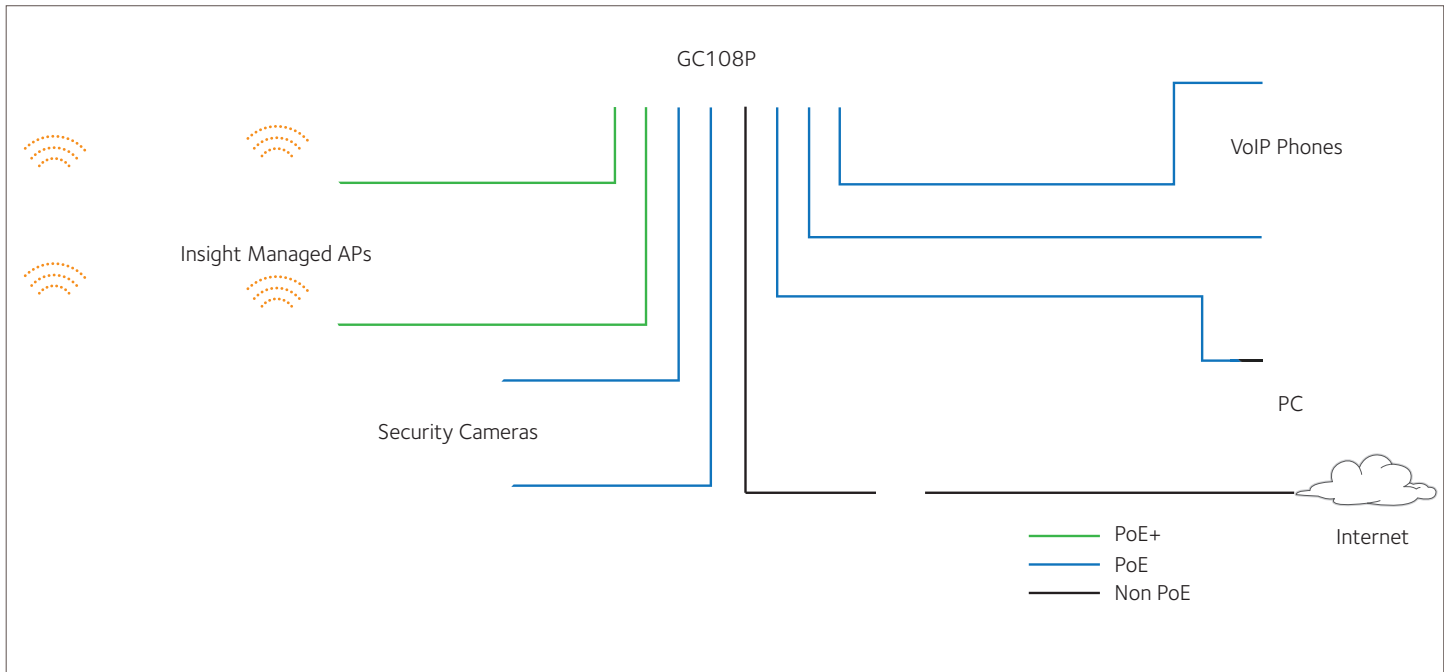 GC108P
VoIP Phones
Insight Managed APs
PC
Security Cameras
Internet
PoE+
PoE
Non PoE